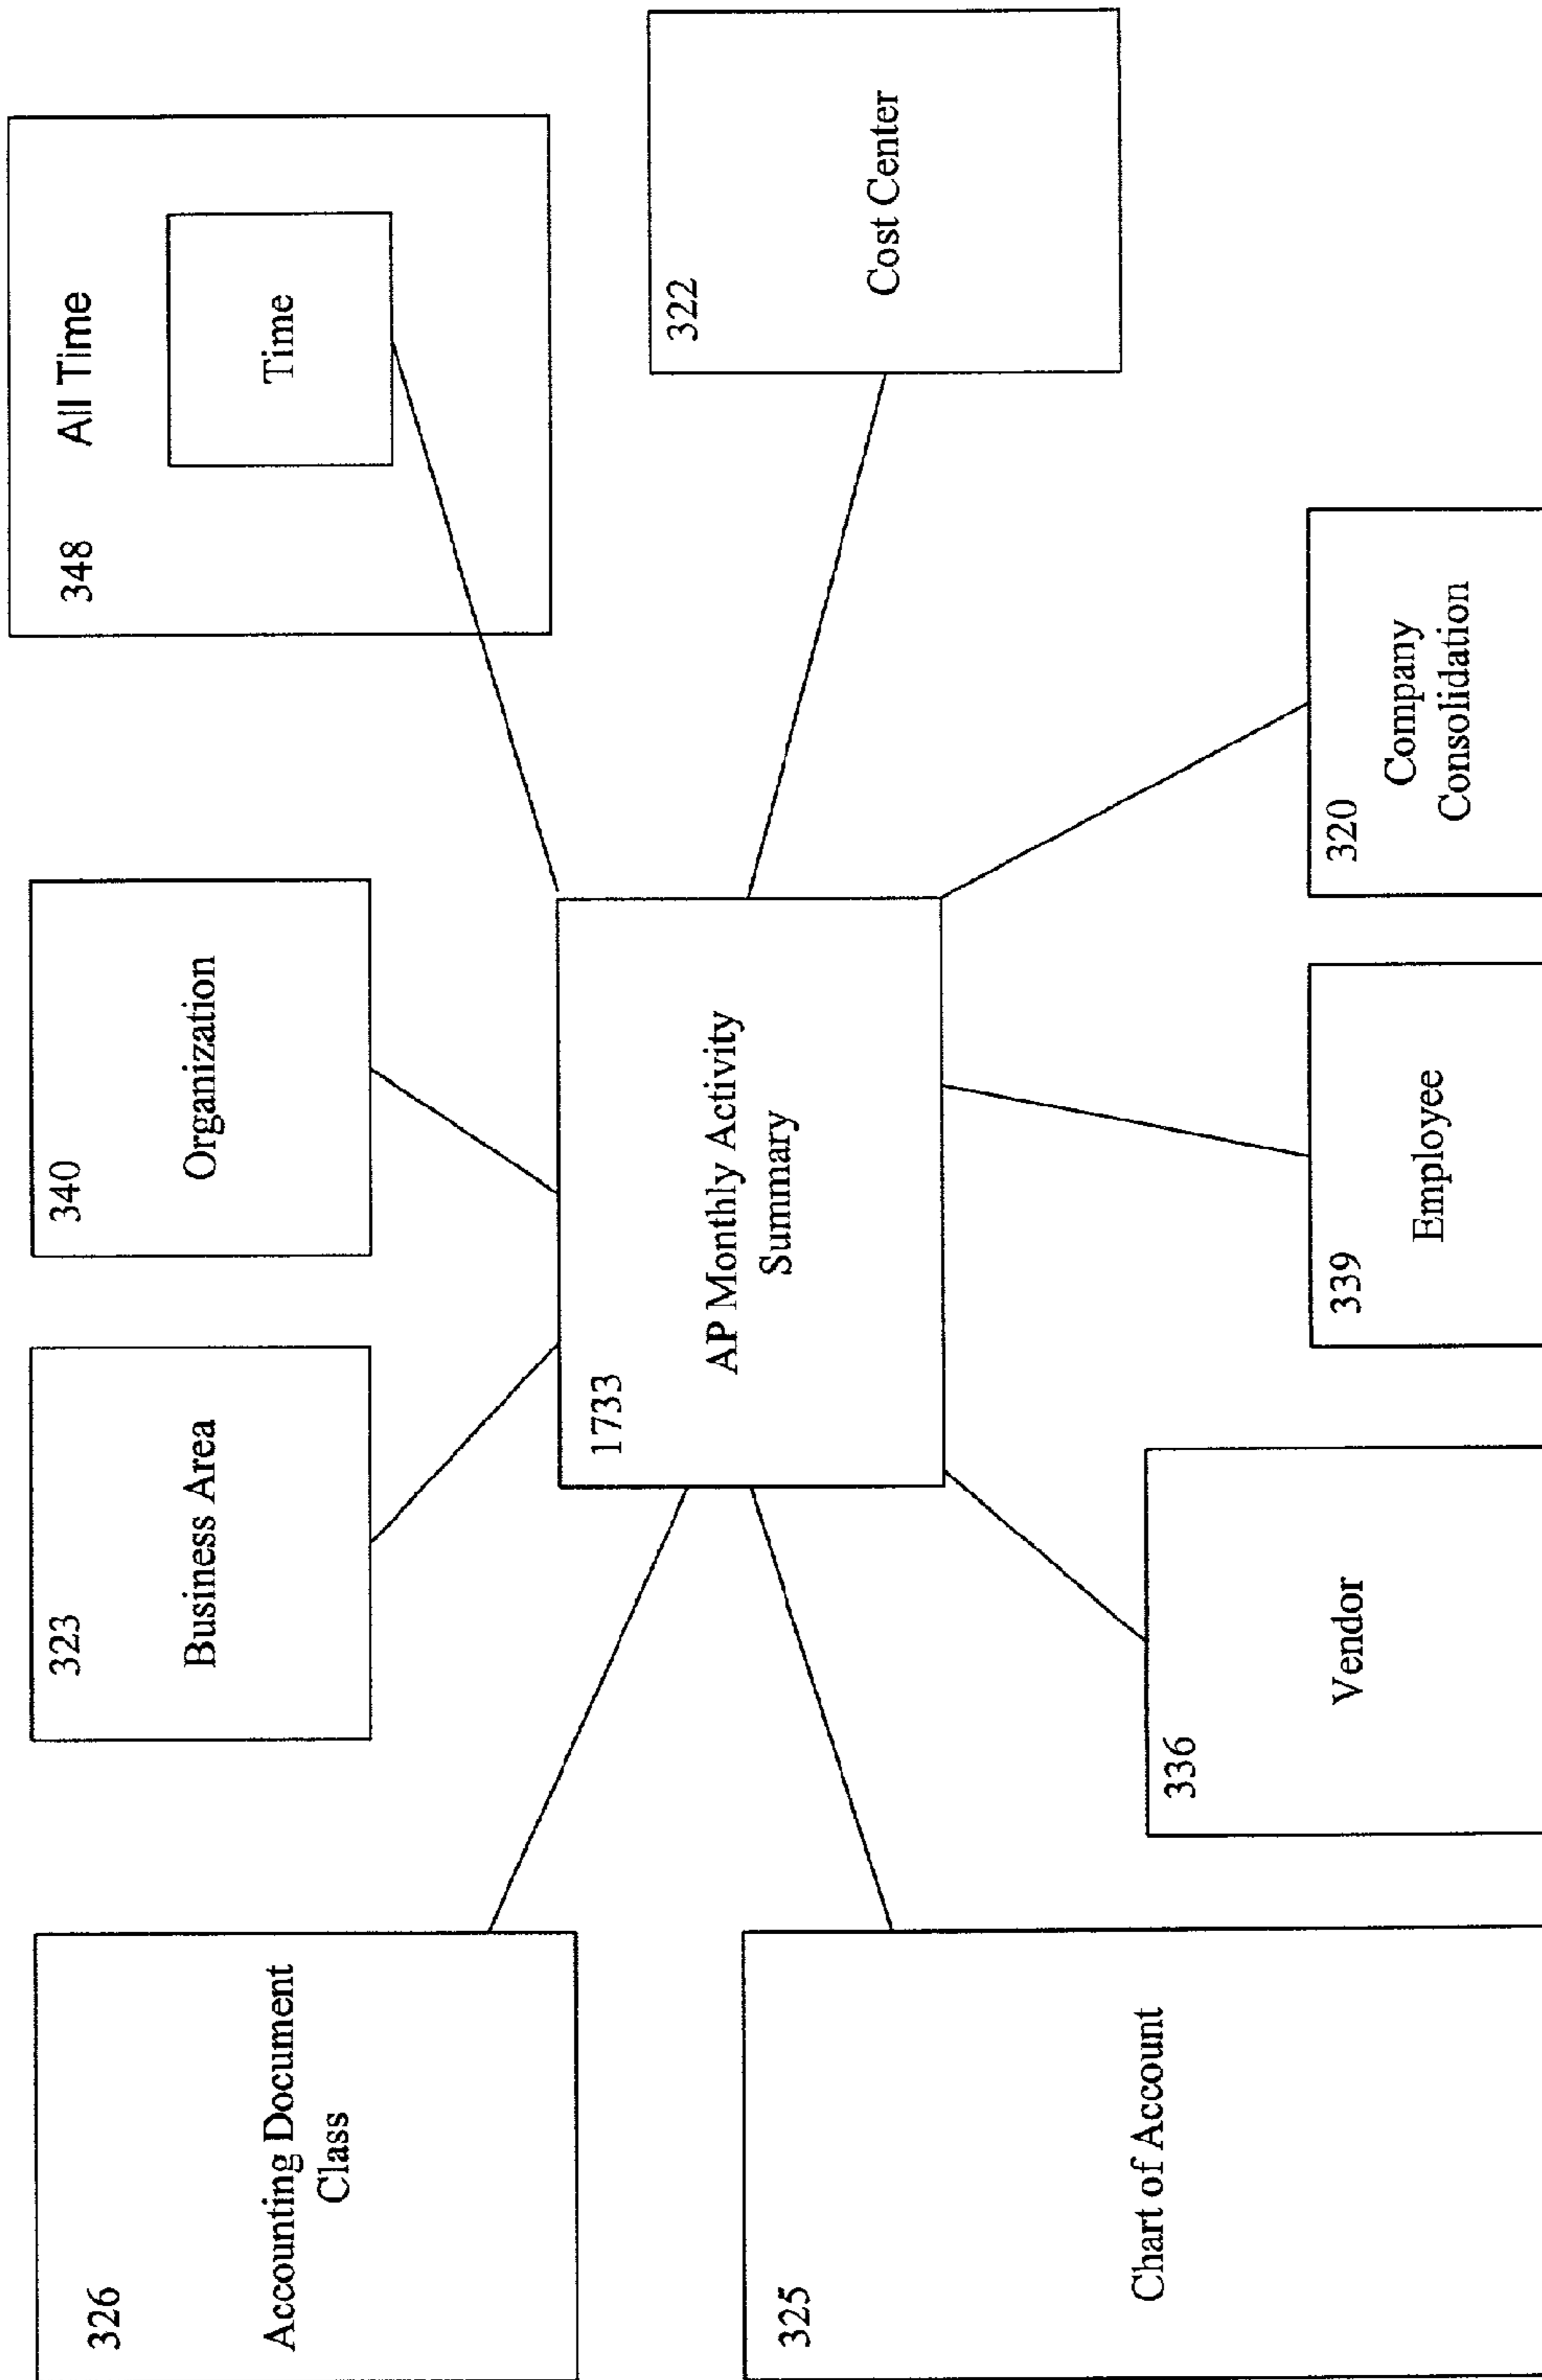 326
Accounting Document
Class
323
Business Area
340
Organization
348
All Time
Time
1733
AP Monthly Activity
Summary
322
Cost Center
325
Chart of Account
336
Vendor
339
Employee
320
Company
Consolidation